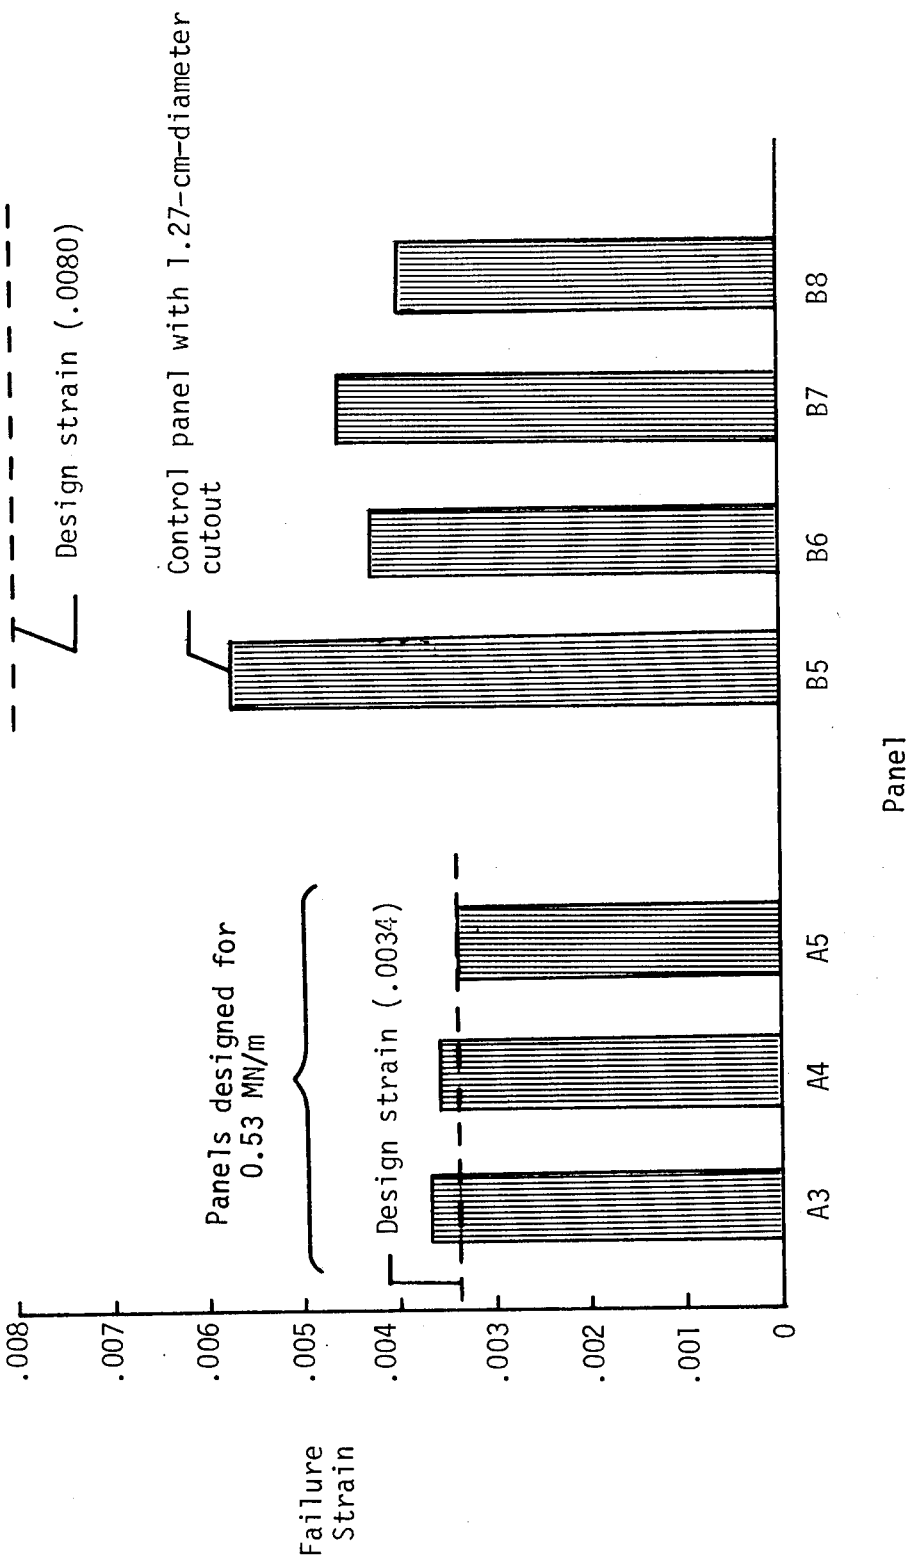 .008
.007
.006
.005
.004
.003
.002
.001
0
Failure
Strain
Panels designed for
0.53 MN/m
Design strain (.0034)
Design strain (.0080)
Control panel with 1.27-cm-diameter
cutout
A3
A4
A5
B5
B6
B7
B8
Panel